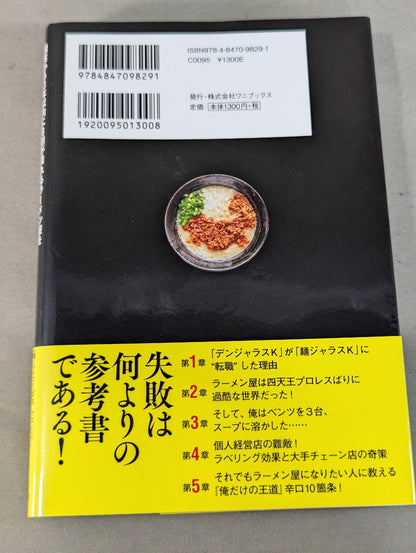 ISBN978-4-8470-9829-1
C0095 ¥1300E
9784847098291
発行・株式会社ワニブックス
定価：本体1300円+税
1920095013008
失敗は
何よりの
参考書
である！
第1章 「デンジャラスK」が「麺ジャラスK」に
“転職”した理由
第2章 ラーメン屋は四天王プロレスばりに
過酷な世界だった！
第3章 そして、俺はベンツを3台、
スープに溶かした……
第4章 個人経営店の難敵！
ラベリング効果と大手チェーン店の奇策
第5章 それでもラーメン屋になりたい人に教える
『俺だけの王道』辛口10箇条！